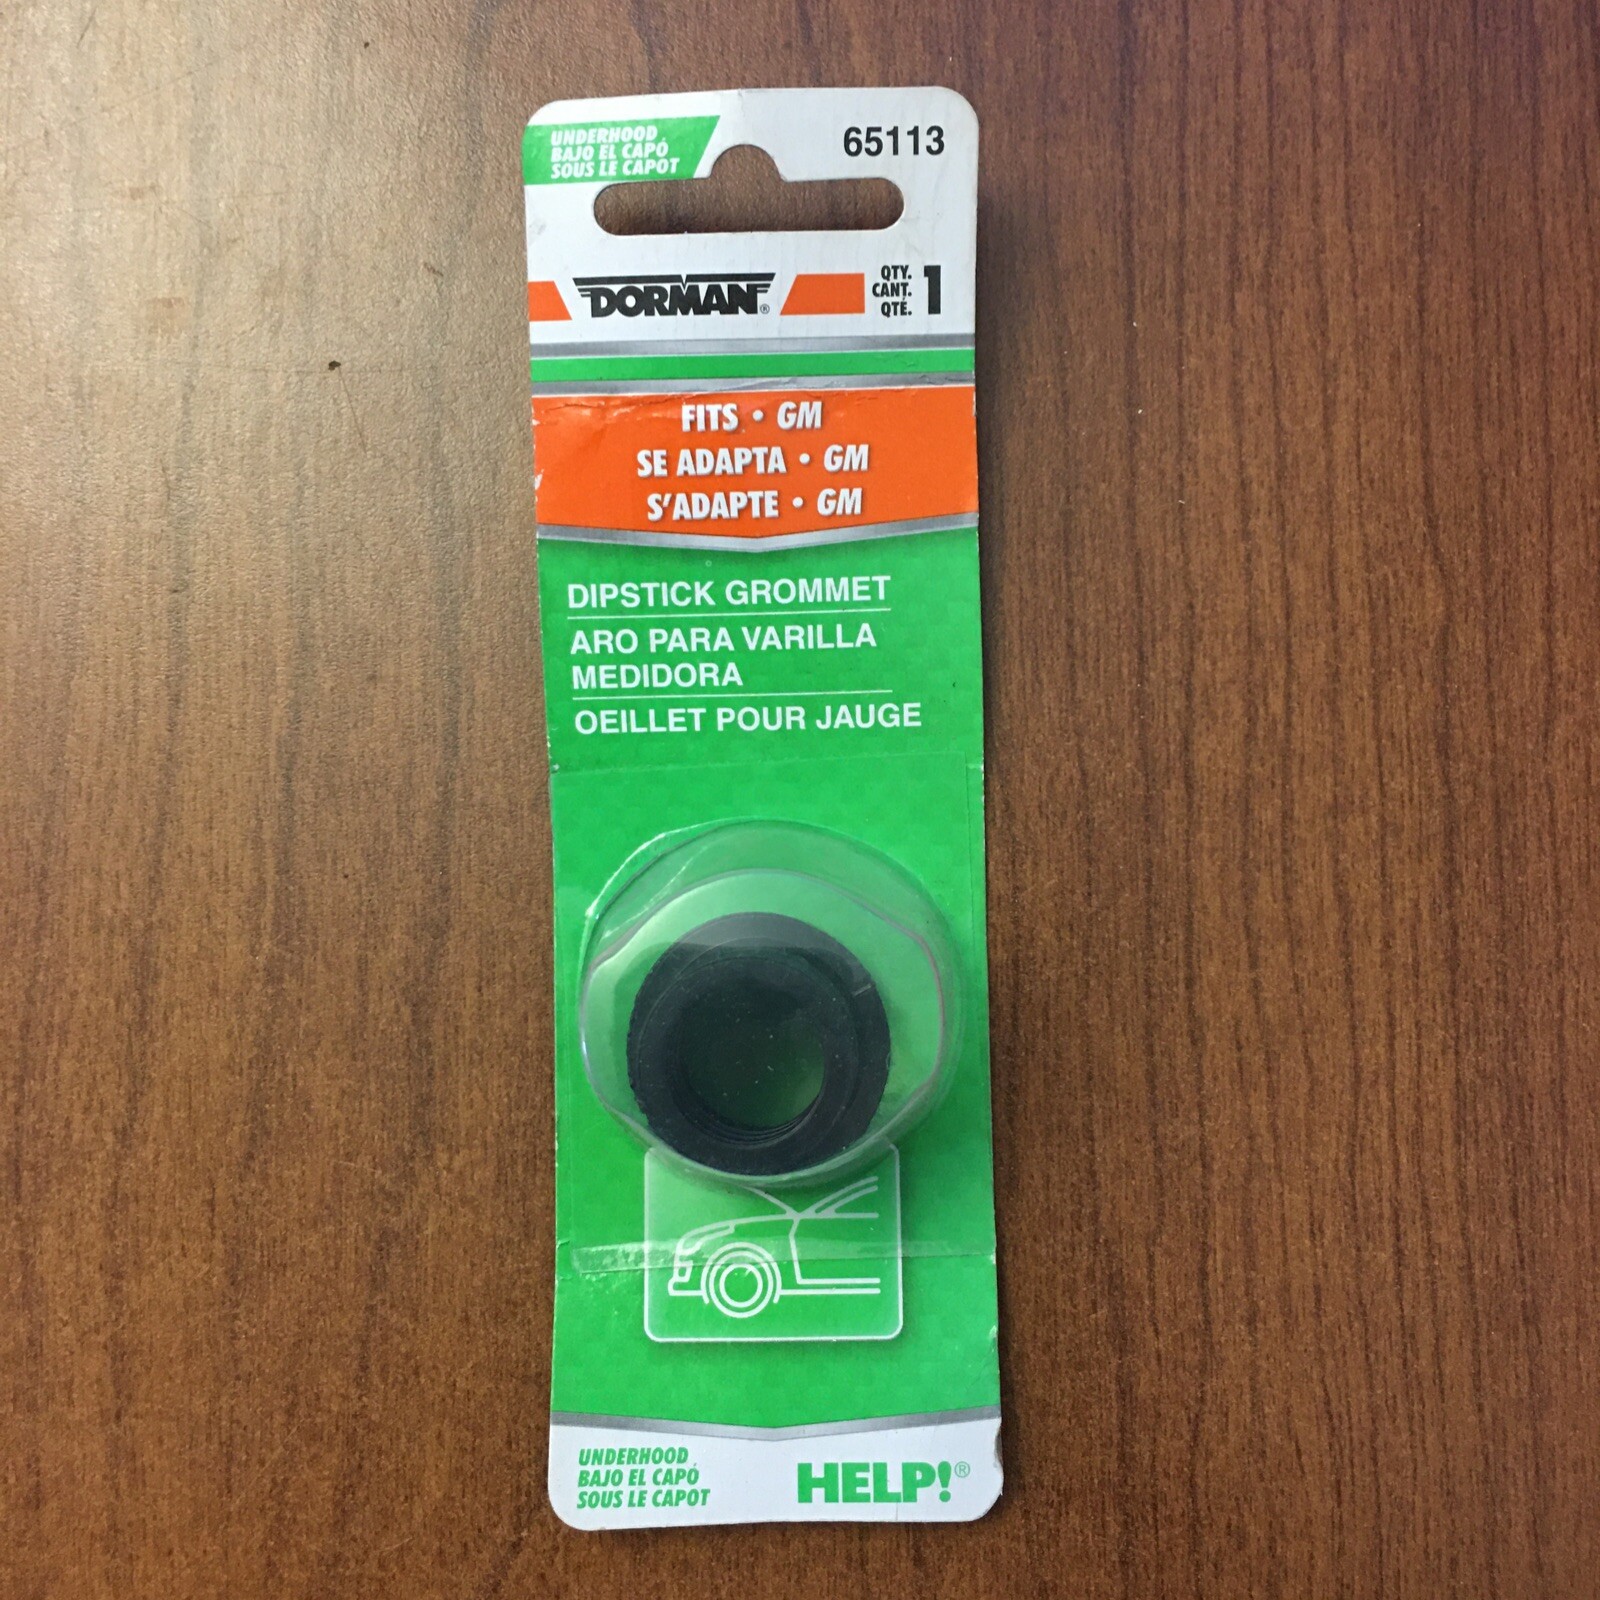 UNDERHOOD
BAJO EL CAPÓ
SOUS LE CAPOT
65113
DORMAN®
QTY.
CANT.
QTÉ.
1
FITS • GM
SE ADAPTA • GM
S'ADAPTE • GM
DIPSTICK GROMMET
ARO PARA VARILLA
MEDIDORA
OEILLET POUR JAUGE
UNDERHOOD
BAJO EL CAPÓ
SOUS LE CAPOT
HELP!®